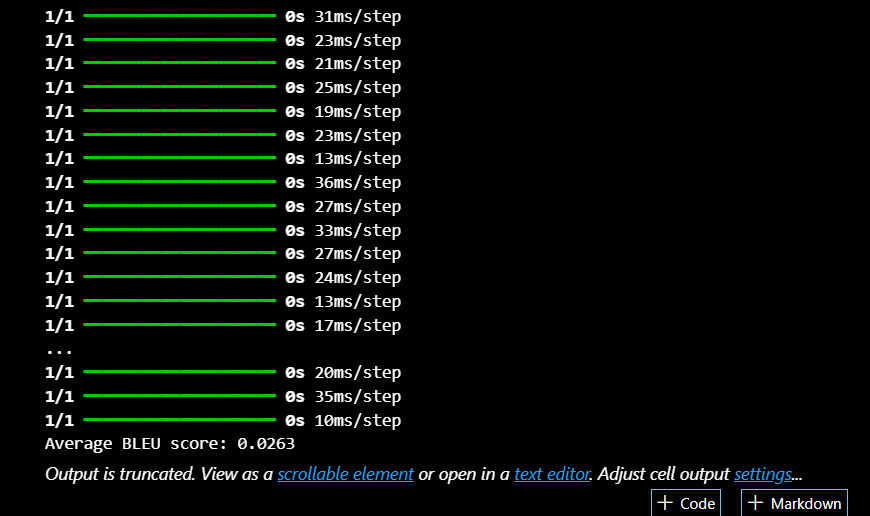 1/1 ━━━━━━━━━━━━━━━━━━━━ 0s 31ms/step
1/1 ━━━━━━━━━━━━━━━━━━━━ 0s 23ms/step
1/1 ━━━━━━━━━━━━━━━━━━━━ 0s 21ms/step
1/1 ━━━━━━━━━━━━━━━━━━━━ 0s 25ms/step
1/1 ━━━━━━━━━━━━━━━━━━━━ 0s 19ms/step
1/1 ━━━━━━━━━━━━━━━━━━━━ 0s 23ms/step
1/1 ━━━━━━━━━━━━━━━━━━━━ 0s 13ms/step
1/1 ━━━━━━━━━━━━━━━━━━━━ 0s 36ms/step
1/1 ━━━━━━━━━━━━━━━━━━━━ 0s 27ms/step
1/1 ━━━━━━━━━━━━━━━━━━━━ 0s 33ms/step
1/1 ━━━━━━━━━━━━━━━━━━━━ 0s 27ms/step
1/1 ━━━━━━━━━━━━━━━━━━━━ 0s 24ms/step
1/1 ━━━━━━━━━━━━━━━━━━━━ 0s 13ms/step
1/1 ━━━━━━━━━━━━━━━━━━━━ 0s 17ms/step
...
1/1 ━━━━━━━━━━━━━━━━━━━━ 0s 20ms/step
1/1 ━━━━━━━━━━━━━━━━━━━━ 0s 35ms/step
1/1 ━━━━━━━━━━━━━━━━━━━━ 0s 10ms/step
Average BLEU score: 0.0263
Output is truncated. View as a scrollable element or open in a text editor. Adjust cell output settings...
+ Code + Markdown